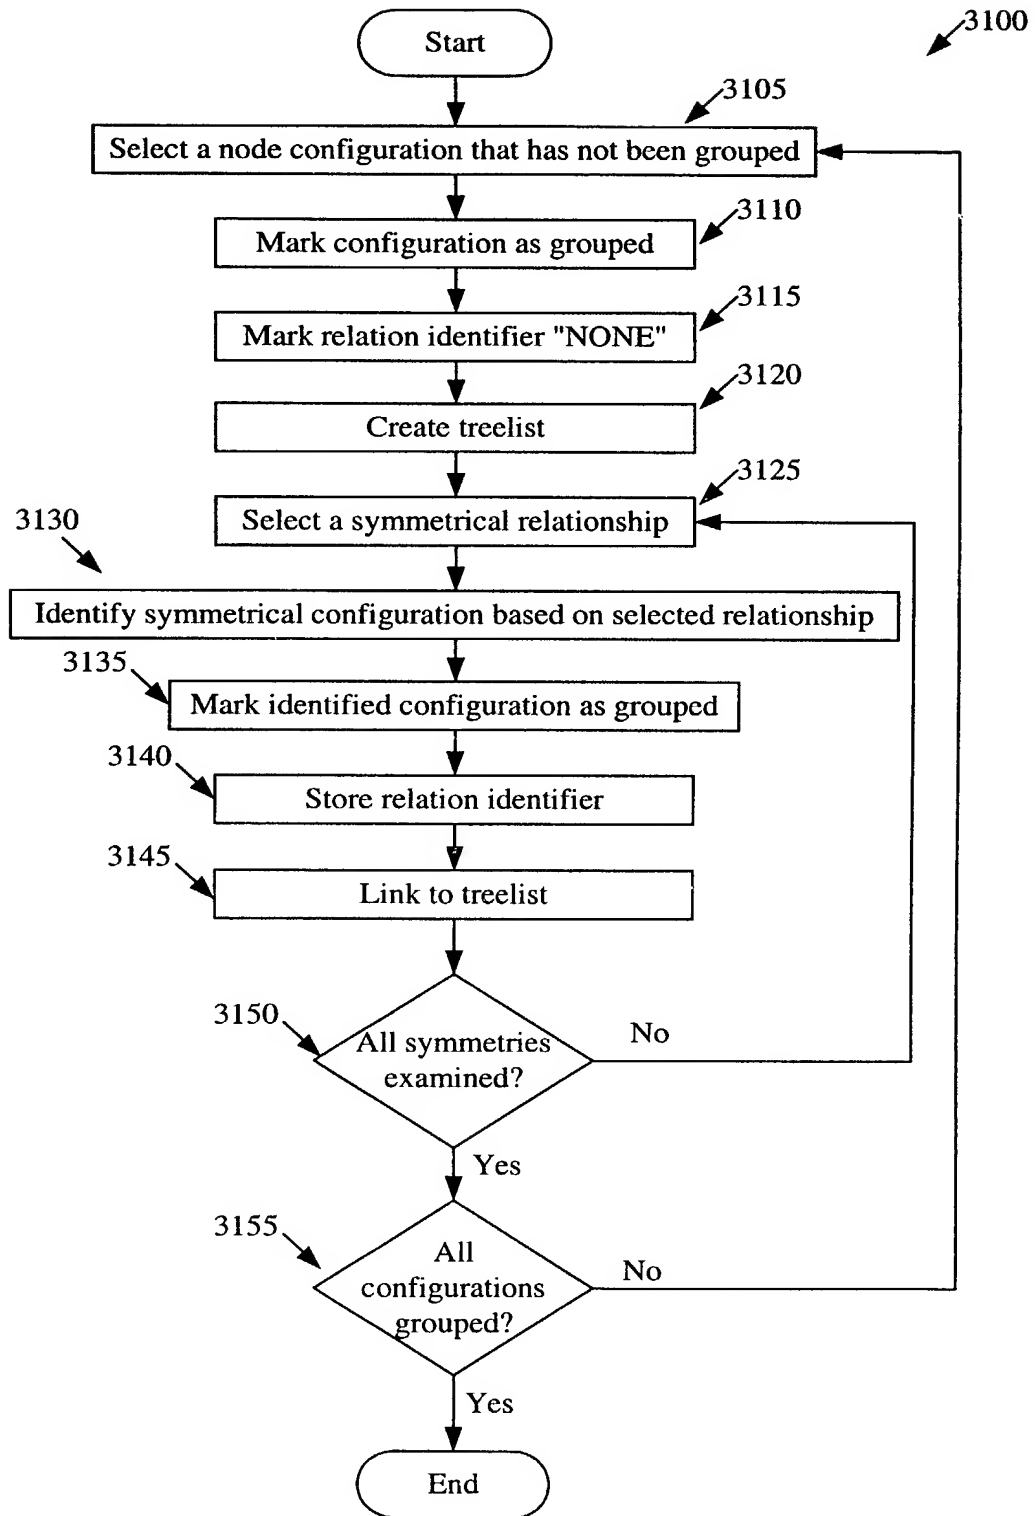 3100
Start
3105
Select a node configuration that has not been grouped
3110
Mark configuration as grouped
3115
Mark relation identifier "NONE"
3120
Create treelist
3125
Select a symmetrical relationship
3130
Identify symmetrical configuration based on selected relationship
3135
Mark identified configuration as grouped
3140
Store relation identifier
3145
Link to treelist
3150
All symmetries
examined?
No
Yes
3155
All
configurations
grouped?
No
Yes
End